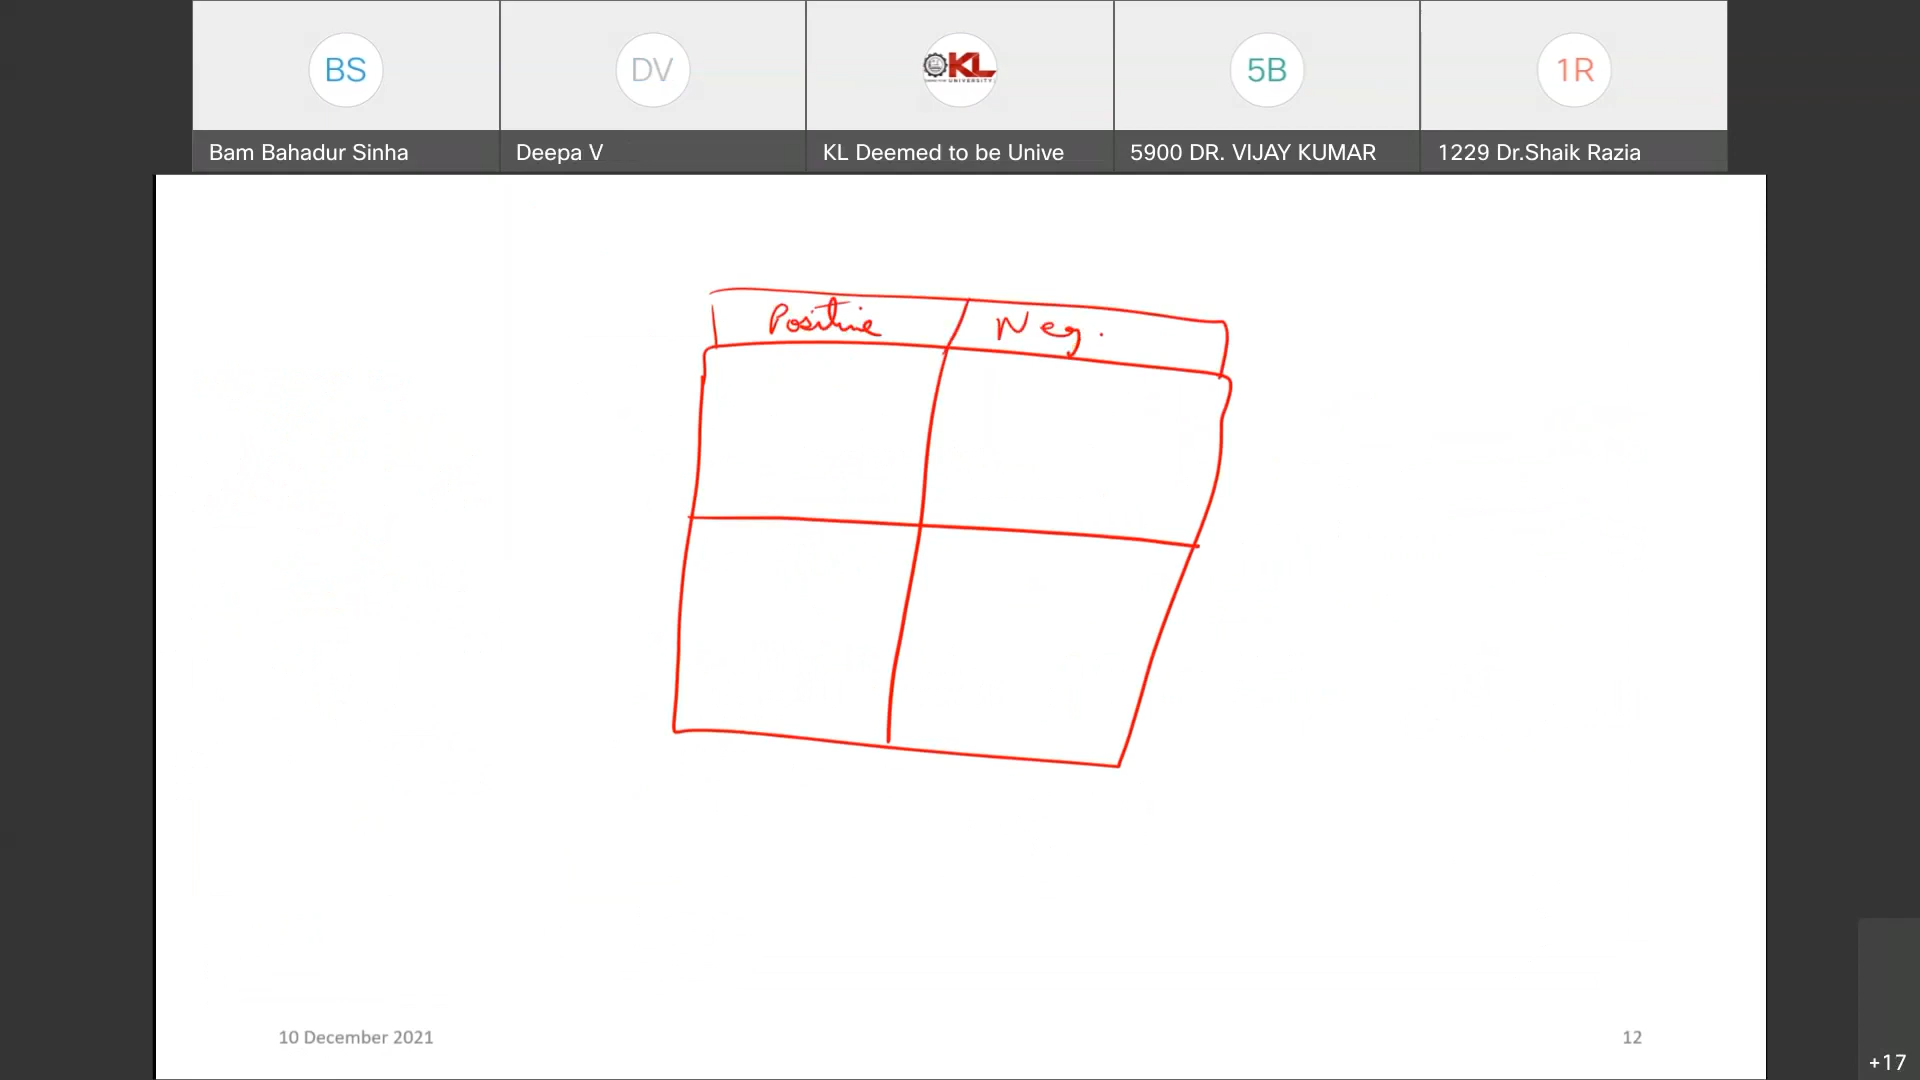 BS
DV
KL
UNIVERSITY
5B
1R
Bam Bahadur Sinha
Deepa V
KL Deemed to be Unive
5900 DR. VIJAY KUMAR
1229 Dr.Shaik Razia
Positive
Neg.
10 December 2021
12
+17